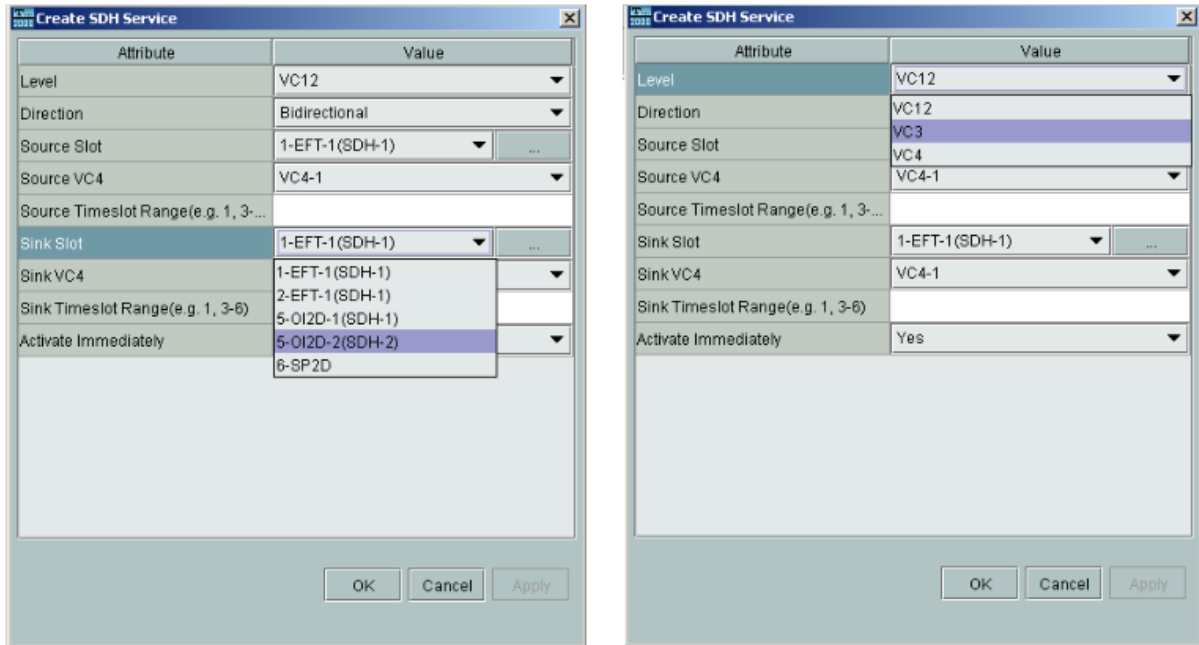 Create SDH Service
Attribute Value
Level VC12
Direction Bidirectional
Source Slot 1-EFT-1(SDH-1) ...
Source VC4 VC4-1
Source Timeslot Range(e.g. 1, 3-...
Sink Slot 1-EFT-1(SDH-1) ...
Sink VC4 1-EFT-1(SDH-1)
2-EFT-1(SDH-1)
Sink Timeslot Range(e.g. 1, 3-6) 5-OI2D-1(SDH-1)
Activate Immediately 5-OI2D-2(SDH-2)
6-SP2D
OK Cancel Apply
Create SDH Service
Attribute Value
Level VC12
Direction VC12
VC3
Source Slot VC4
Source VC4 VC4-1
Source Timeslot Range(e.g. 1, 3-...
Sink Slot 1-EFT-1(SDH-1) ...
Sink VC4 VC4-1
Sink Timeslot Range(e.g. 1, 3-6)
Activate Immediately Yes
OK Cancel Apply